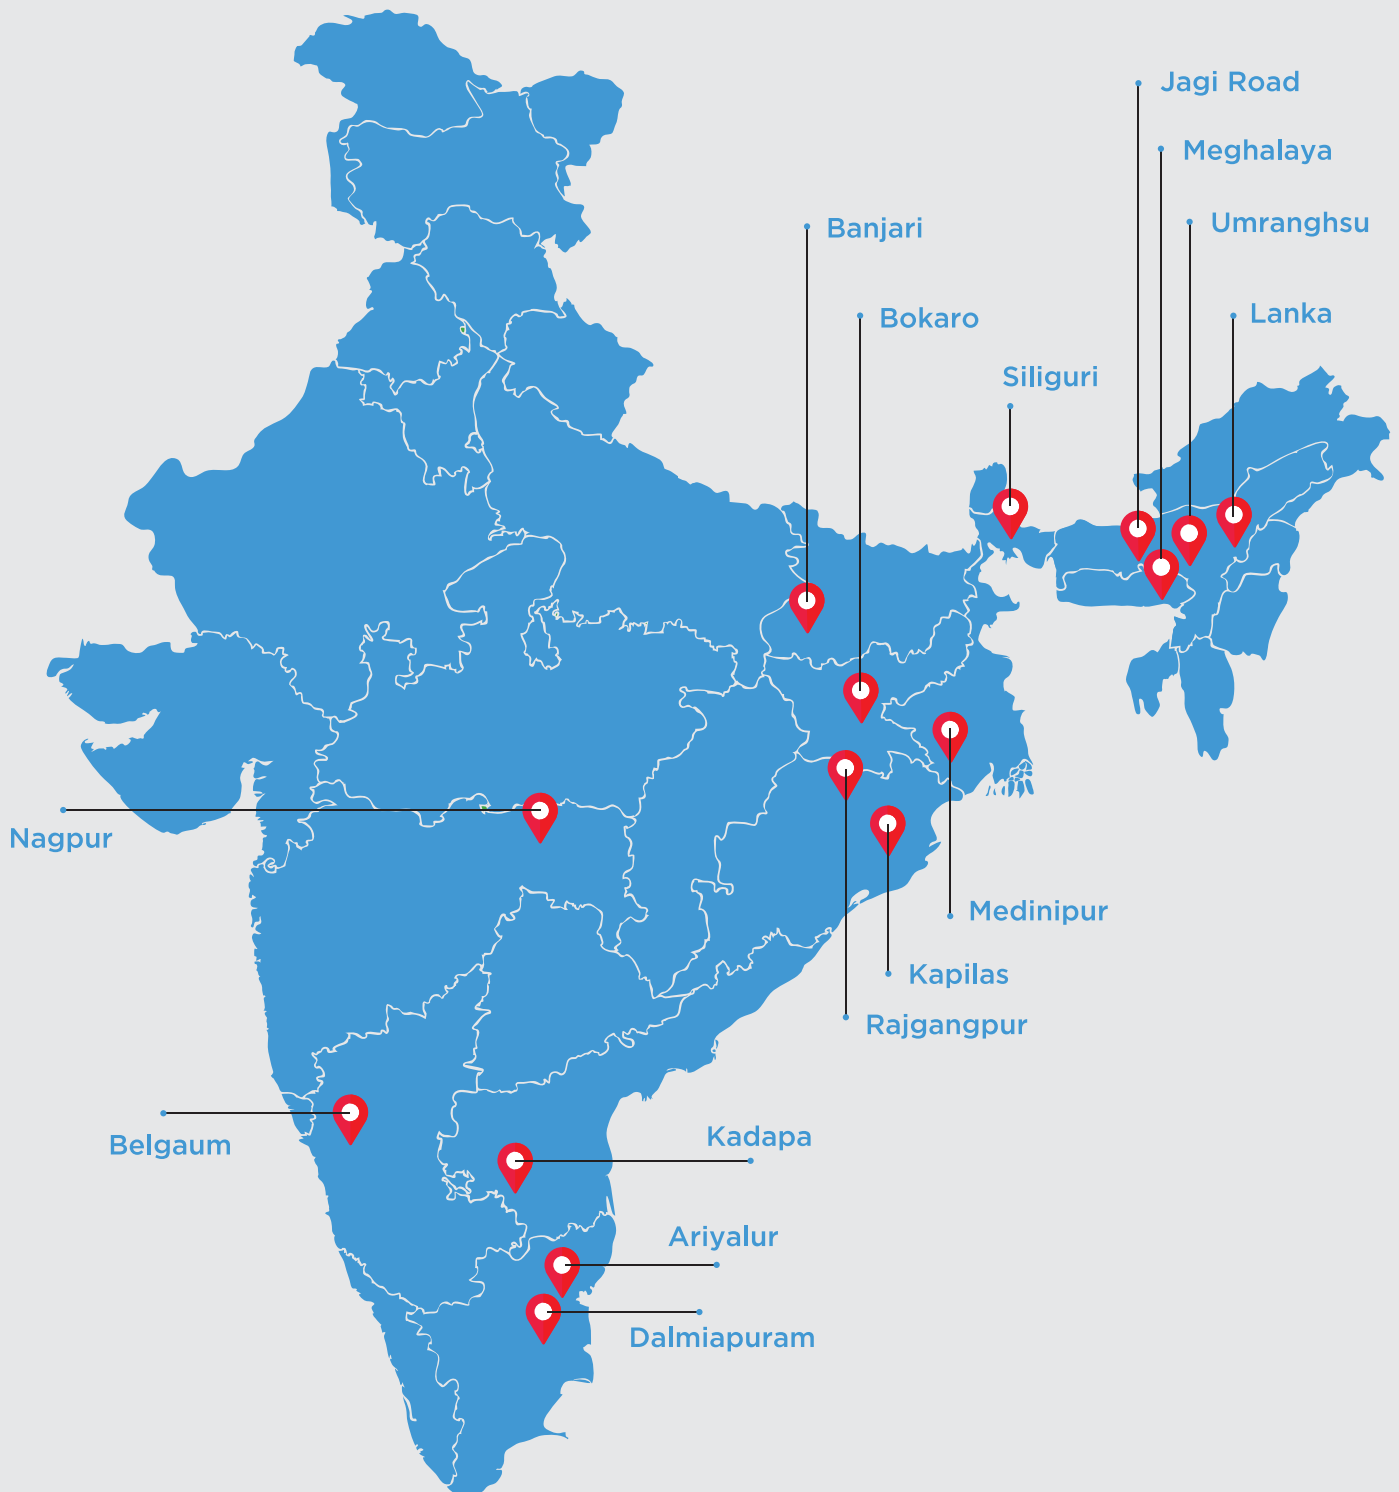 Jagi Road
Meghalaya
Umranghsu
Banjari
Bokaro
Lanka
Siliguri
Nagpur
Medinipur
Kapilas
Rajgangpur
Belgaum
Kadapa
Ariyalur
Dalmiapuram